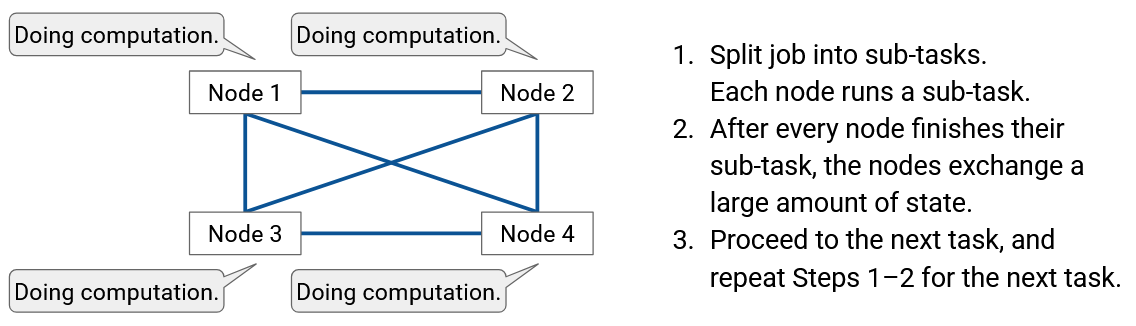 Doing computation.
Doing computation.
Node 1
Node 2
Node 3
Node 4
Doing computation.
Doing computation.
1. Split job into sub-tasks.
Each node runs a sub-task.
2. After every node finishes their
sub-task, the nodes exchange a
large amount of state.
3. Proceed to the next task, and
repeat Steps 1–2 for the next task.